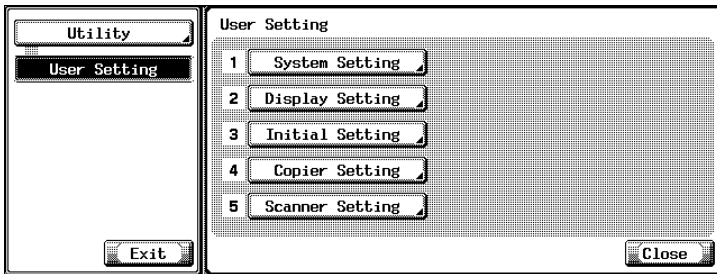 Utility
User Setting
Exit
User Setting
1 System Setting
2 Display Setting
3 Initial Setting
4 Copier Setting
5 Scanner Setting
Close